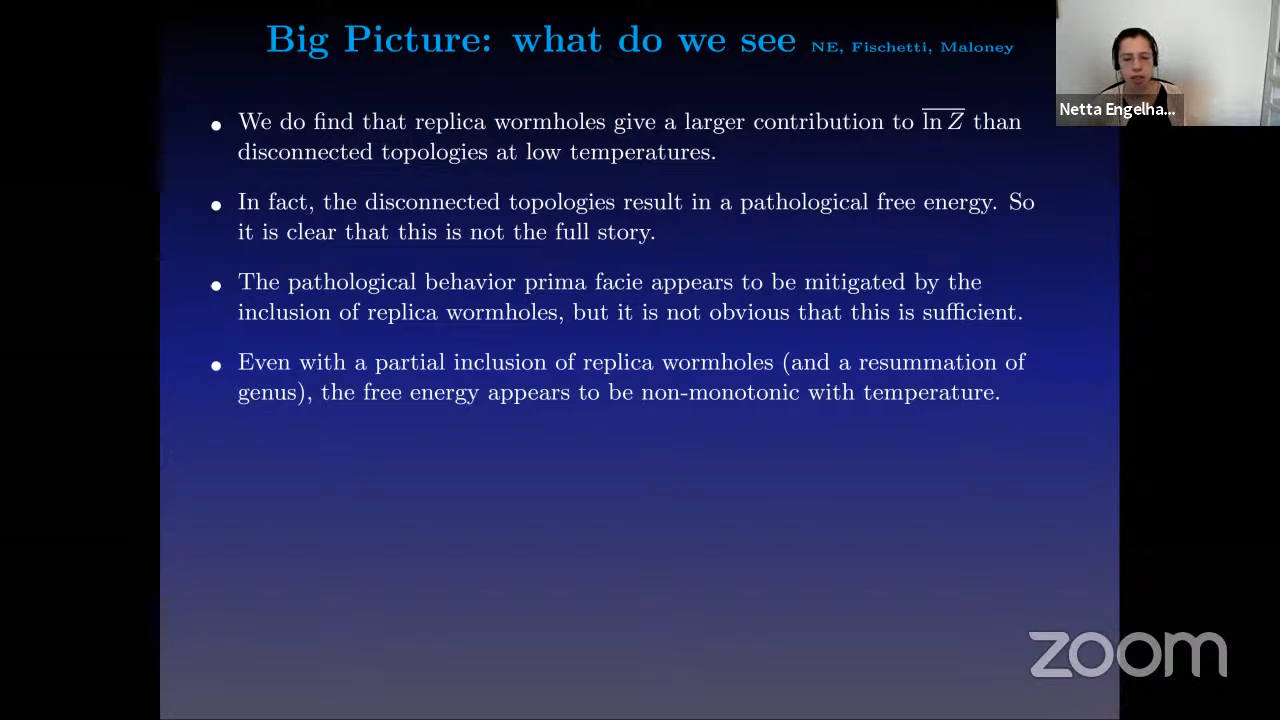 Big Picture: what do we see NE, Fischetti, Maloney
Netta Engelha...
• We do find that replica wormholes give a larger contribution to \overline{ln Z} than
disconnected topologies at low temperatures.
• In fact, the disconnected topologies result in a pathological free energy. So
it is clear that this is not the full story.
• The pathological behavior prima facie appears to be mitigated by the
inclusion of replica wormholes, but it is not obvious that this is sufficient.
• Even with a partial inclusion of replica wormholes (and a resummation of
genus), the free energy appears to be non-monotonic with temperature.
zoom